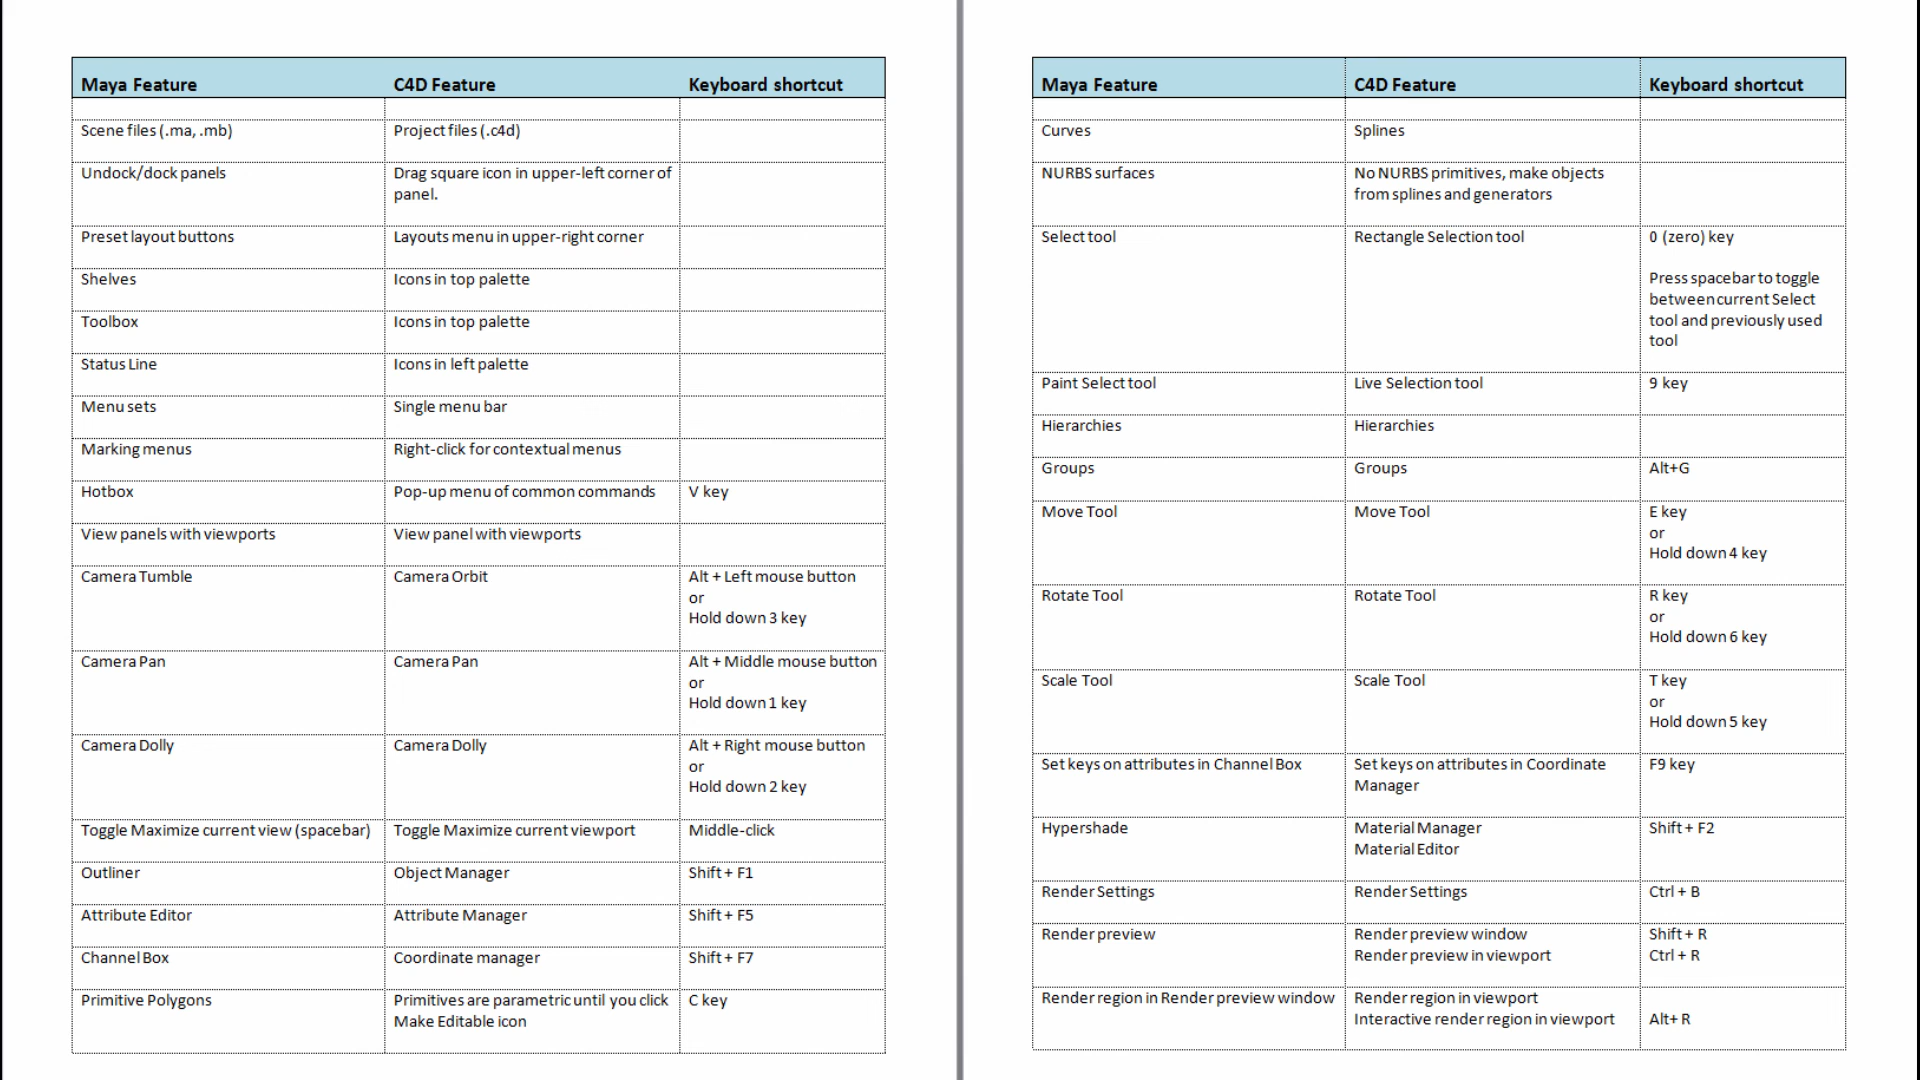 Maya Feature C4D Feature Keyboard shortcut
Scene files (.ma, .mb) Project files (.c4d)
Undock/dock panels Drag square icon in upper-left corner of
panel.
Preset layout buttons Layouts menu in upper-right corner
Shelves Icons in top palette
Toolbox Icons in top palette
Status Line Icons in left palette
Menu sets Single menu bar
Marking menus Right-click for contextual menus
Hotbox Pop-up menu of common commands V key
View panels with viewports View panel with viewports
Camera Tumble Camera Orbit Alt + Left mouse button
or
Hold down 3 key
Camera Pan Camera Pan Alt + Middle mouse button
or
Hold down 1 key
Camera Dolly Camera Dolly Alt + Right mouse button
or
Hold down 2 key
Toggle Maximize current view (spacebar) Toggle Maximize current viewport Middle-click
Outliner Object Manager Shift + F1
Attribute Editor Attribute Manager Shift + F5
Channel Box Coordinate manager Shift + F7
Primitive Polygons Primitives are parametric until you click C key
Make Editable icon
Maya Feature C4D Feature Keyboard shortcut
Curves Splines
NURBS surfaces No NURBS primitives, make objects
from splines and generators
Select tool Rectangle Selection tool 0 (zero) key
Press spacebar to toggle
between current Select
tool and previously used
tool
Paint Select tool Live Selection tool 9 key
Hierarchies Hierarchies
Groups Groups Alt+G
Move Tool Move Tool E key
or
Hold down 4 key
Rotate Tool Rotate Tool R key
or
Hold down 6 key
Scale Tool Scale Tool T key
or
Hold down 5 key
Set keys on attributes in Channel Box Set keys on attributes in Coordinate F9 key
Manager
Hypershade Material Manager Shift + F2
Material Editor
Render Settings Render Settings Ctrl + B
Render preview Render preview window Shift + R
Render preview in viewport Ctrl + R
Render region in Render preview window Render region in viewport
Interactive render region in viewport Alt+ R